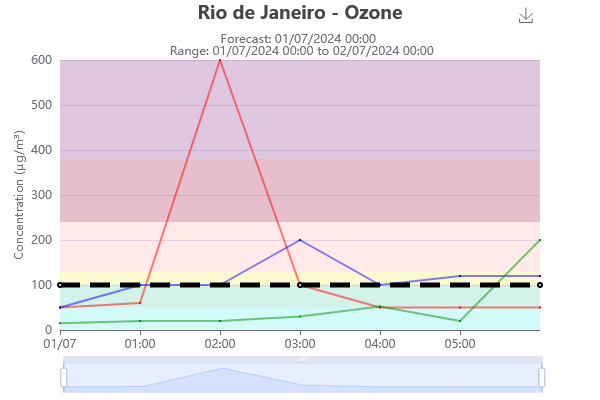 Rio de Janeiro - Ozone
Forecast: 01/07/2024 00:00
Range: 01/07/2024 00:00 to 02/07/2024 00:00
Concentration (µg/m³)
600
500
400
300
200
100
0
01/07 01:00 02:00 03:00 04:00 05:00